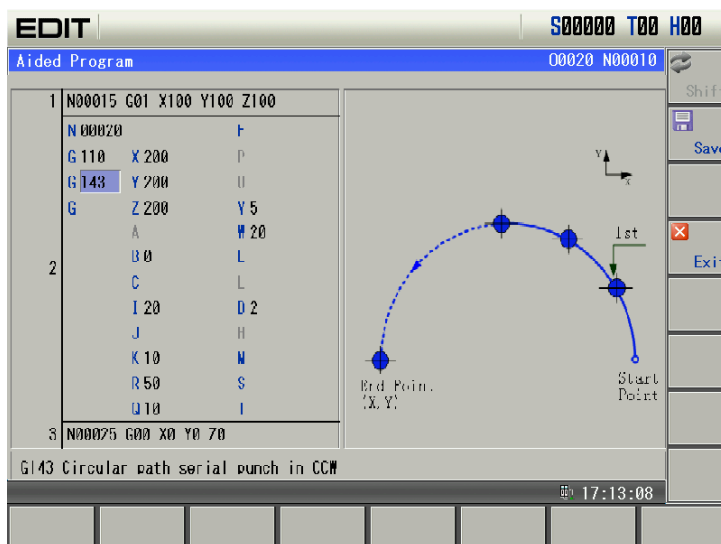 EDIT S00000 T00 H00
Aided Program O0020 N00010
Shif
Save
Exi
1 N00015 G01 X100 Y100 Z100
N 00020 F
G 110 X 200 P
G 143 Y 200 U
G Z 200 Y 5
A W 20
2 B 0 L
C L
I 20 D 2
J H
K 10 M
R 50 S
Q 10 T
3 N00025 G00 X0 Y0 Z0
Y
X
1st
Start
Point
End Point
(X, Y)
G143 Circular path serial punch in CCW
17:13:08